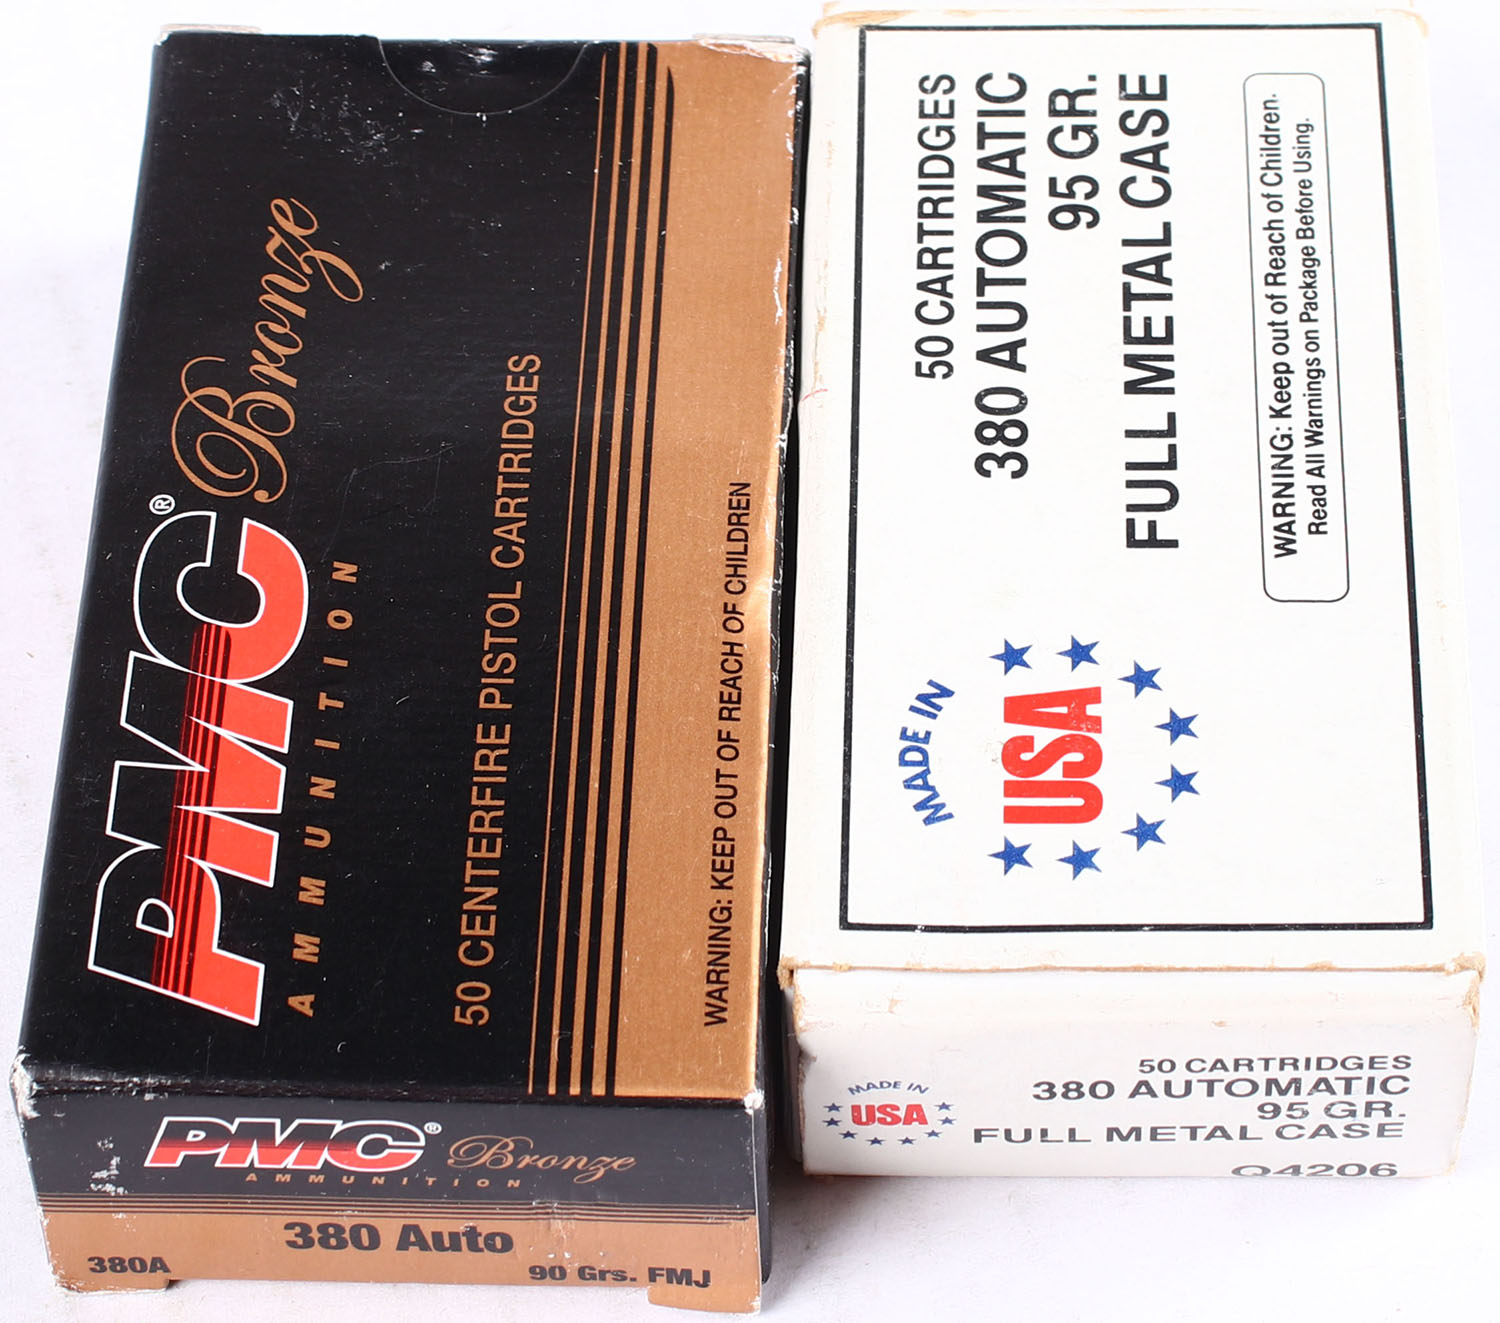 PMC® Bronze
AMMUNITION
50 CENTERFIRE PISTOL CARTRIDGES
WARNING: KEEP OUT OF REACH OF CHILDREN
PMC® Bronze
AMMUNITION
380 Auto
380A
90 Grs. FMJ
50 CARTRIDGES
380 AUTOMATIC
95 GR.
FULL METAL CASE
WARNING: Keep out of Reach of Children.
Read All Warnings on Package Before Using.
MADE IN
USA
50 CARTRIDGES
380 AUTOMATIC
95 GR.
FULL METAL CASE
Q4206
MADE IN
USA